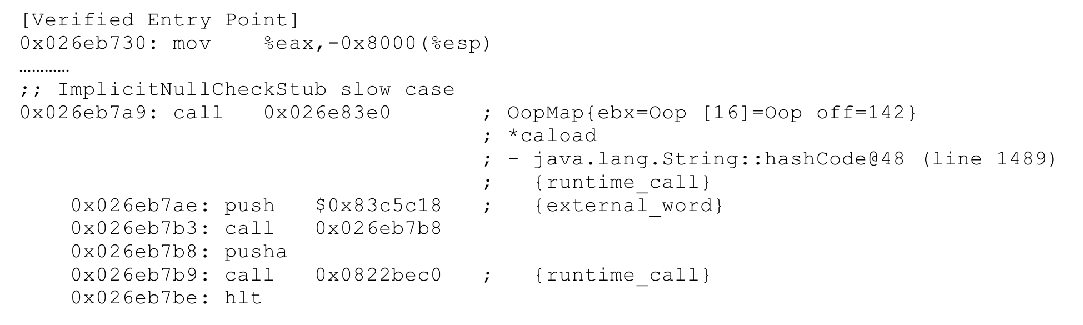 [Verified Entry Point]
0x026eb730: mov    %eax,-0x8000(%esp)
…………
;; ImplicitNullCheckStub slow case
0x026eb7a9: call   0x026e83e0       ; OopMap{ebx=Oop [16]=Oop off=142}
                                    ; *caload
                                    ; - java.lang.String::hashCode@48 (line 1489)
                                    ;   {runtime_call}
    0x026eb7ae: push   $0x83c5c18   ;   {external_word}
    0x026eb7b3: call   0x026eb7b8
    0x026eb7b8: pusha
    0x026eb7b9: call   0x0822bec0   ;   {runtime_call}
    0x026eb7be: hlt